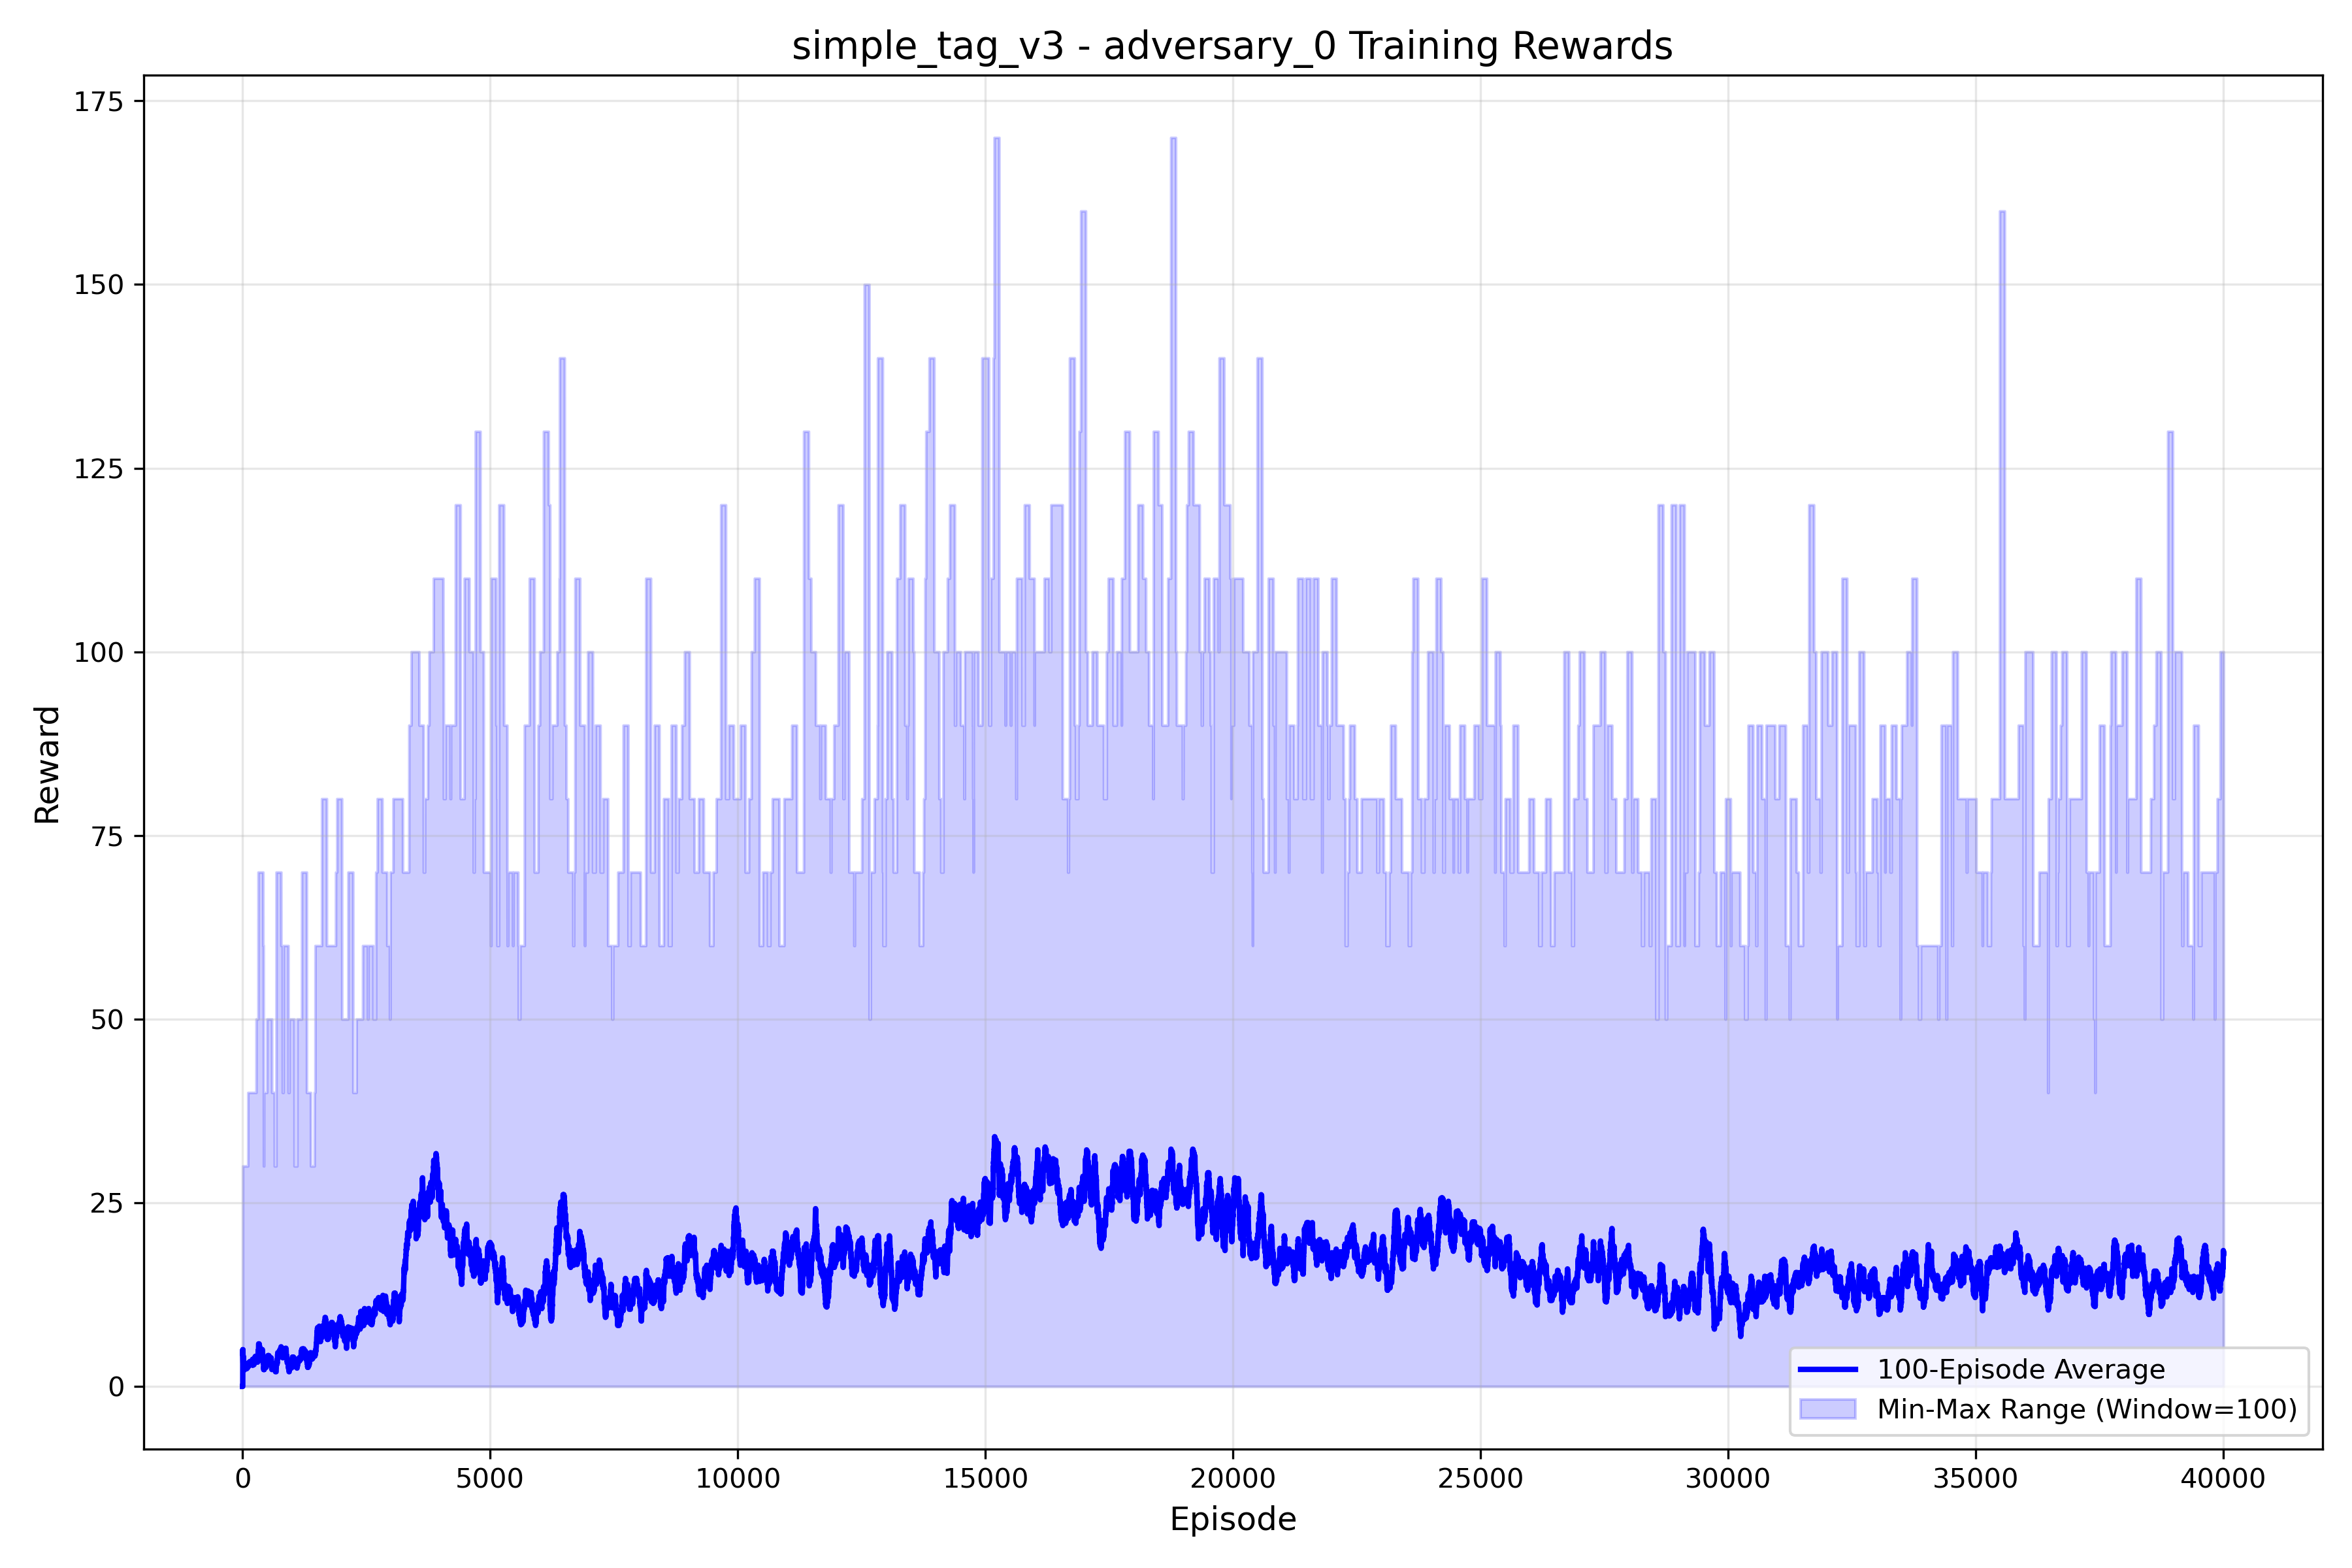 simple_tag_v3 - adversary_0 Training Rewards
175
150
125
100
75
50
25
0
Reward
0 5000 10000 15000 20000 25000 30000 35000 40000
Episode
100-Episode Average
Min-Max Range (Window=100)